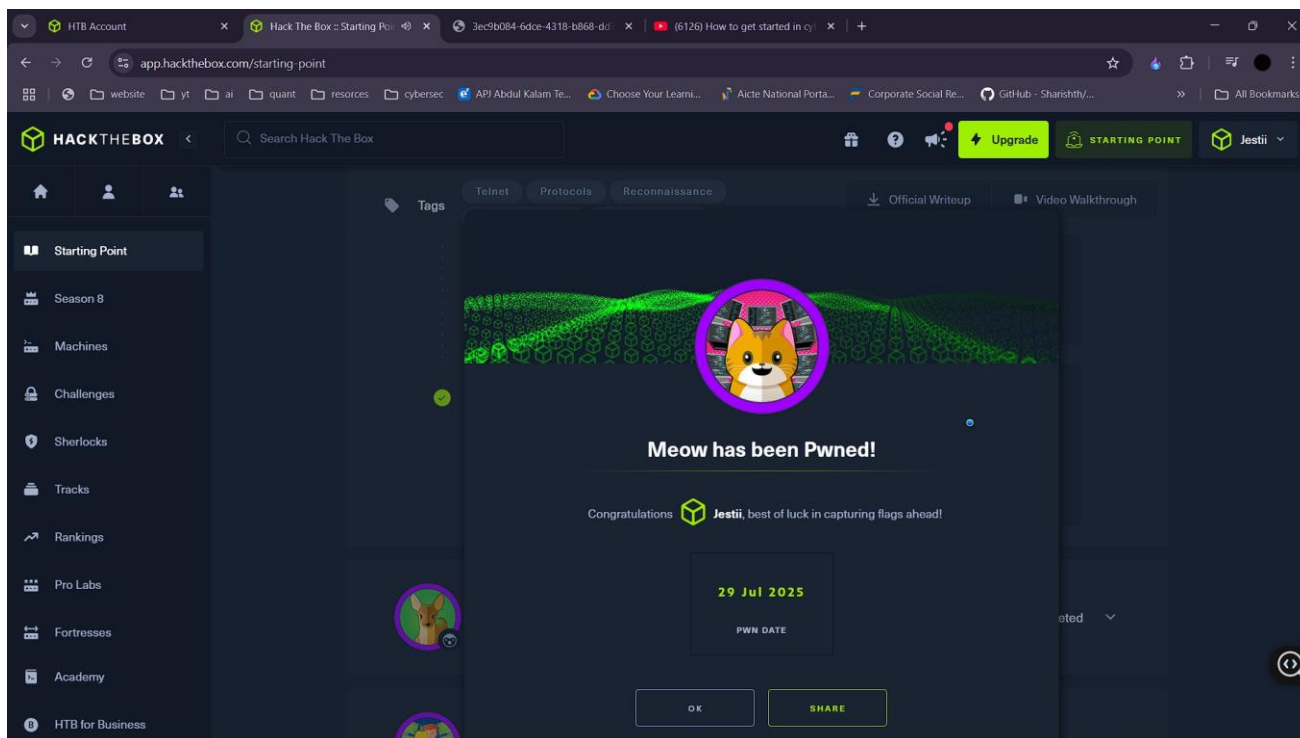 HTB Account
Hack The Box :: Starting Poi
3ec9b084-6dce-4318-b868-dd
(6126) How to get started in cy
app.hackthebox.com/starting-point
website yt ai quant resorces cybersec APJ Abdul Kalam Te... Choose Your Learni... Aicte National Porta... Corporate Social Re... GitHub - Sharishth/... » All Bookmarks
HACKTHEBOX
Search Hack The Box
Upgrade
STARTING POINT
Jestii
Tags
Telnet Protocols Reconnaissance
Official Writeup
Video Walkthrough
Starting Point
Season 8
Machines
Challenges
Sherlocks
Tracks
Rankings
Pro Labs
Fortresses
Academy
HTB for Business
Meow has been Pwned!
Congratulations Jestii, best of luck in capturing flags ahead!
29 Jul 2025
PWN DATE
eted
OK
SHARE